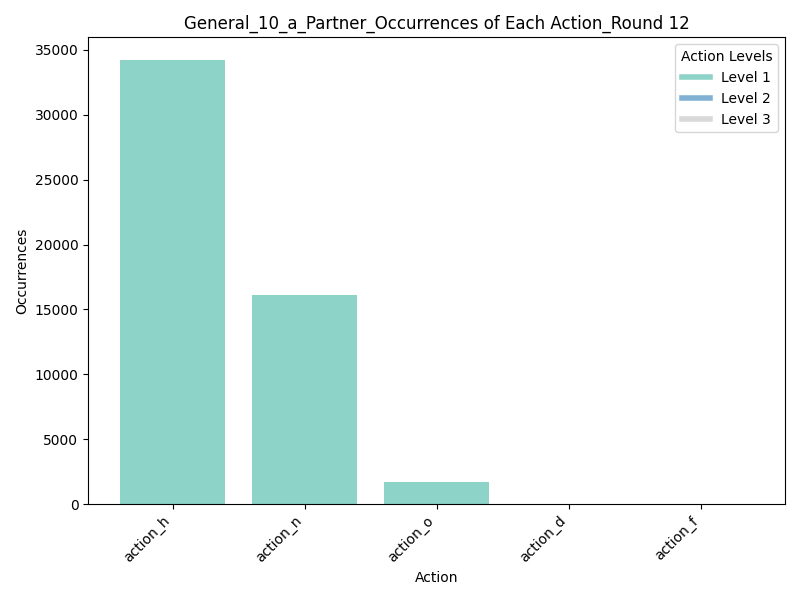 General_10_a_Partner_Occurrences of Each Action_Round 12
Action Levels
Level 1
Level 2
Level 3
Occurrences
35000
30000
25000
20000
15000
10000
5000
0
action_h
action_n
action_o
action_d
action_f
Action